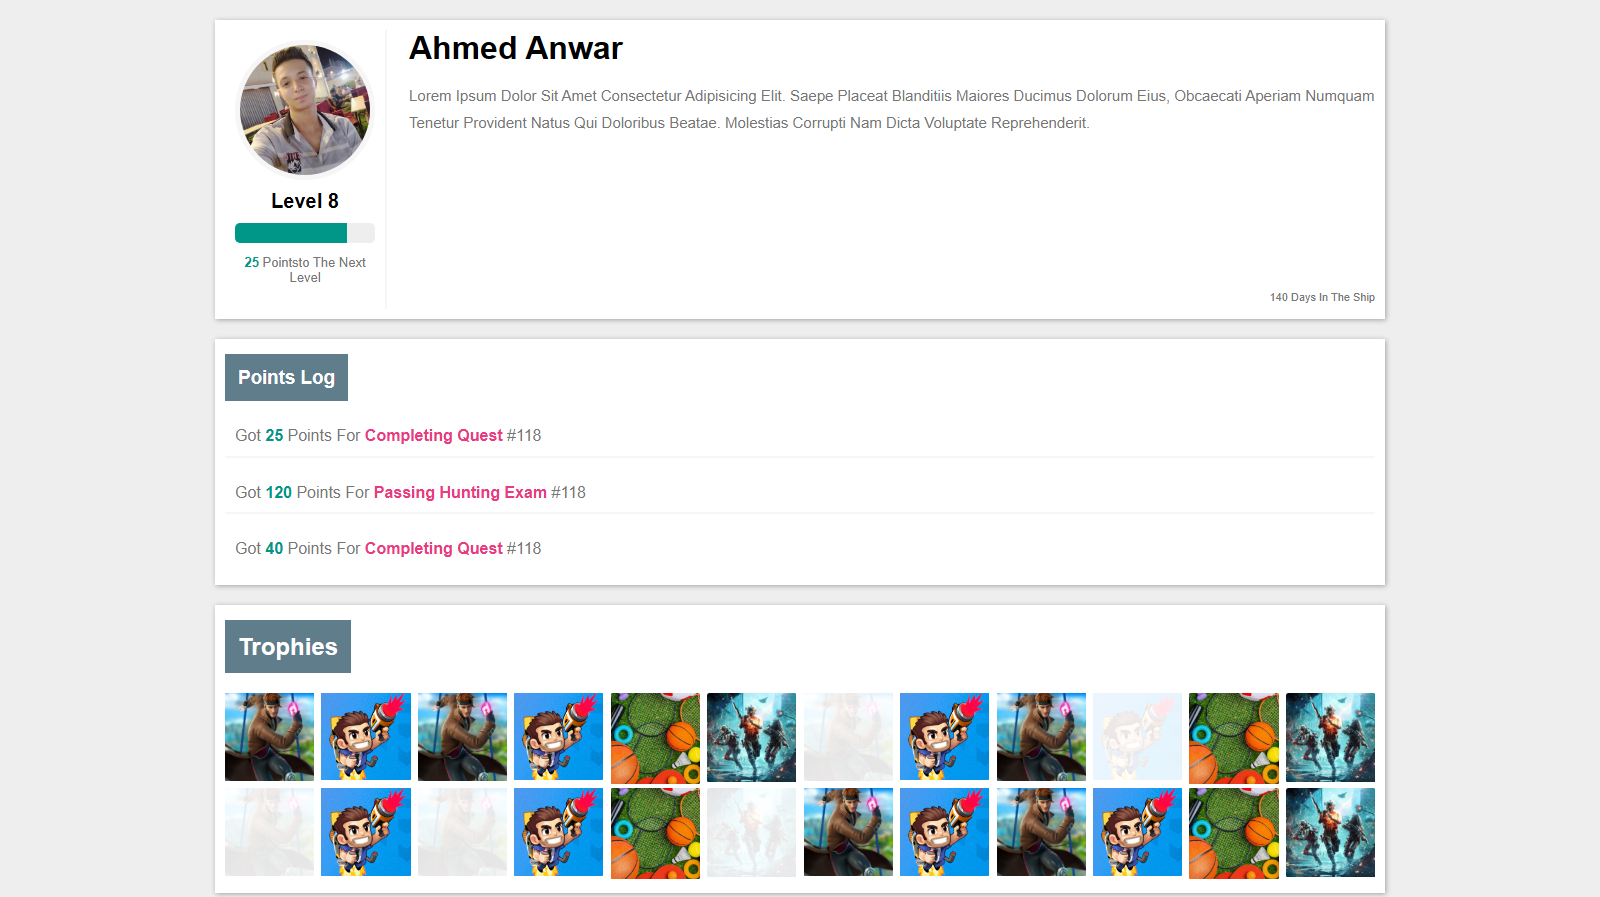 Ahmed Anwar
Lorem Ipsum Dolor Sit Amet Consectetur Adipisicing Elit. Saepe Placeat Blanditiis Maiores Ducimus Dolorum Eius, Obcaecati Aperiam Numquam
Tenetur Provident Natus Qui Doloribus Beatae. Molestias Corrupti Nam Dicta Voluptate Reprehenderit.
Level 8
25 Pointsto The Next
Level
140 Days In The Ship
Points Log
Got 25 Points For Completing Quest #118
Got 120 Points For Passing Hunting Exam #118
Got 40 Points For Completing Quest #118
Trophies